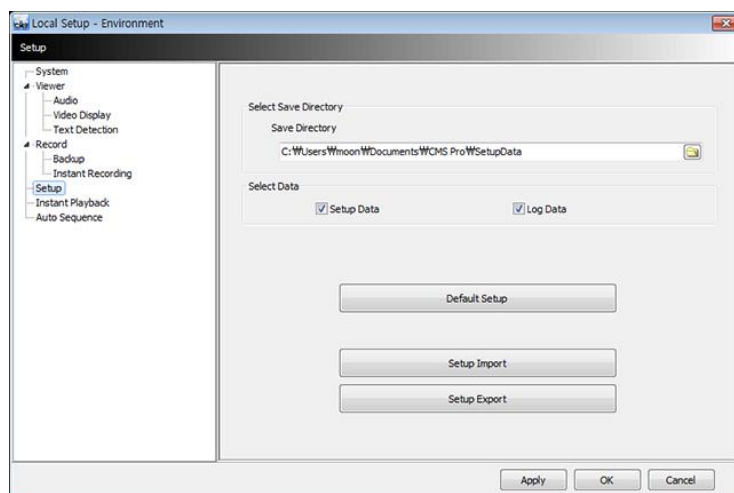 Local Setup - Environment
Setup
System
Viewer
Audio
Video Display
Text Detection
Record
Backup
Instant Recording
Setup
Instant Playback
Auto Sequence
Select Save Directory
Save Directory
C:₩Users₩moon₩Documents₩CMS Pro₩SetupData
Select Data
Setup Data
Log Data
Default Setup
Setup Import
Setup Export
Apply
OK
Cancel